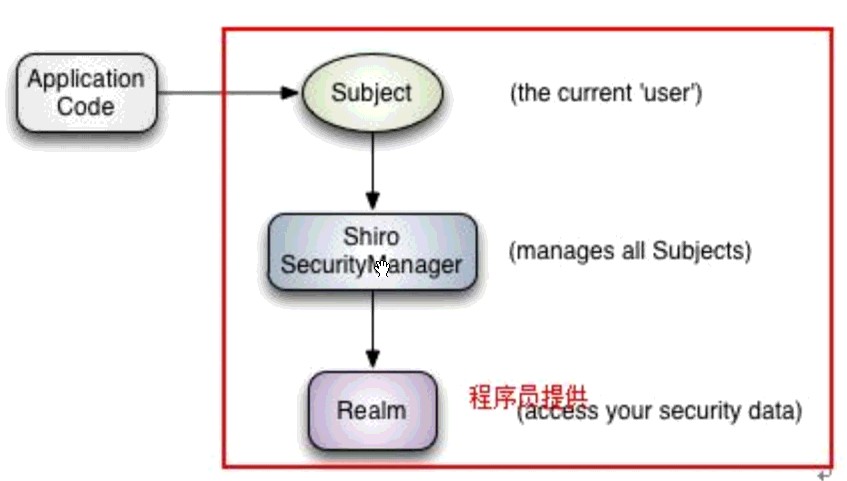 Application
Code
Subject
(the current 'user')
Shiro
SecurityManager
(manages all Subjects)
Realm
程序员提供
(access your security data)